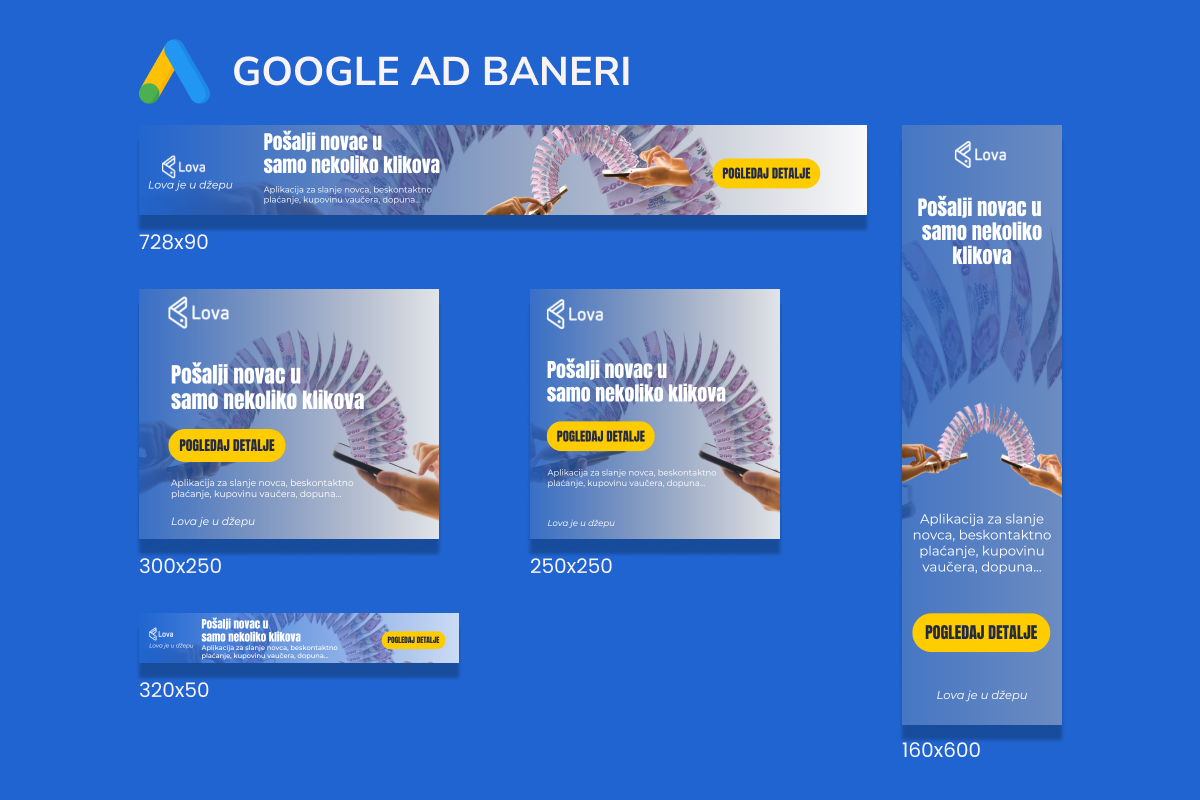 GOOGLE AD BANERI
Lova
Lova je u džepu
Pošalji novac u
samo nekoliko klikova
Aplikacija za slanje novca, beskontaktno
plaćanje, kupovinu vaučera, dopuna...
POGLEDAJ DETALJE
728x90
Lova
Pošalji novac u
samo nekoliko klikova
POGLEDAJ DETALJE
Aplikacija za slanje novca, beskontaktno
plaćanje, kupovinu vaučera, dopuna...
Lova je u džepu
300x250
Lova
Pošalji novac u
samo nekoliko klikova
POGLEDAJ DETALJE
Aplikacija za slanje novca, beskontaktno
plaćanje, kupovinu vaučera, dopuna...
Lova je u džepu
250x250
Lova
Lova je u džepu
Pošalji novac u
samo nekoliko klikova
Aplikacija za slanje novca, beskontaktno
plaćanje, kupovinu vaučera, dopuna...
POGLEDAJ DETALJE
320x50
Lova
Pošalji novac u
samo nekoliko
klikova
Aplikacija za slanje
novca, beskontaktno
plaćanje, kupovinu
vaučera, dopuna...
POGLEDAJ DETALJE
Lova je u džepu
160x600